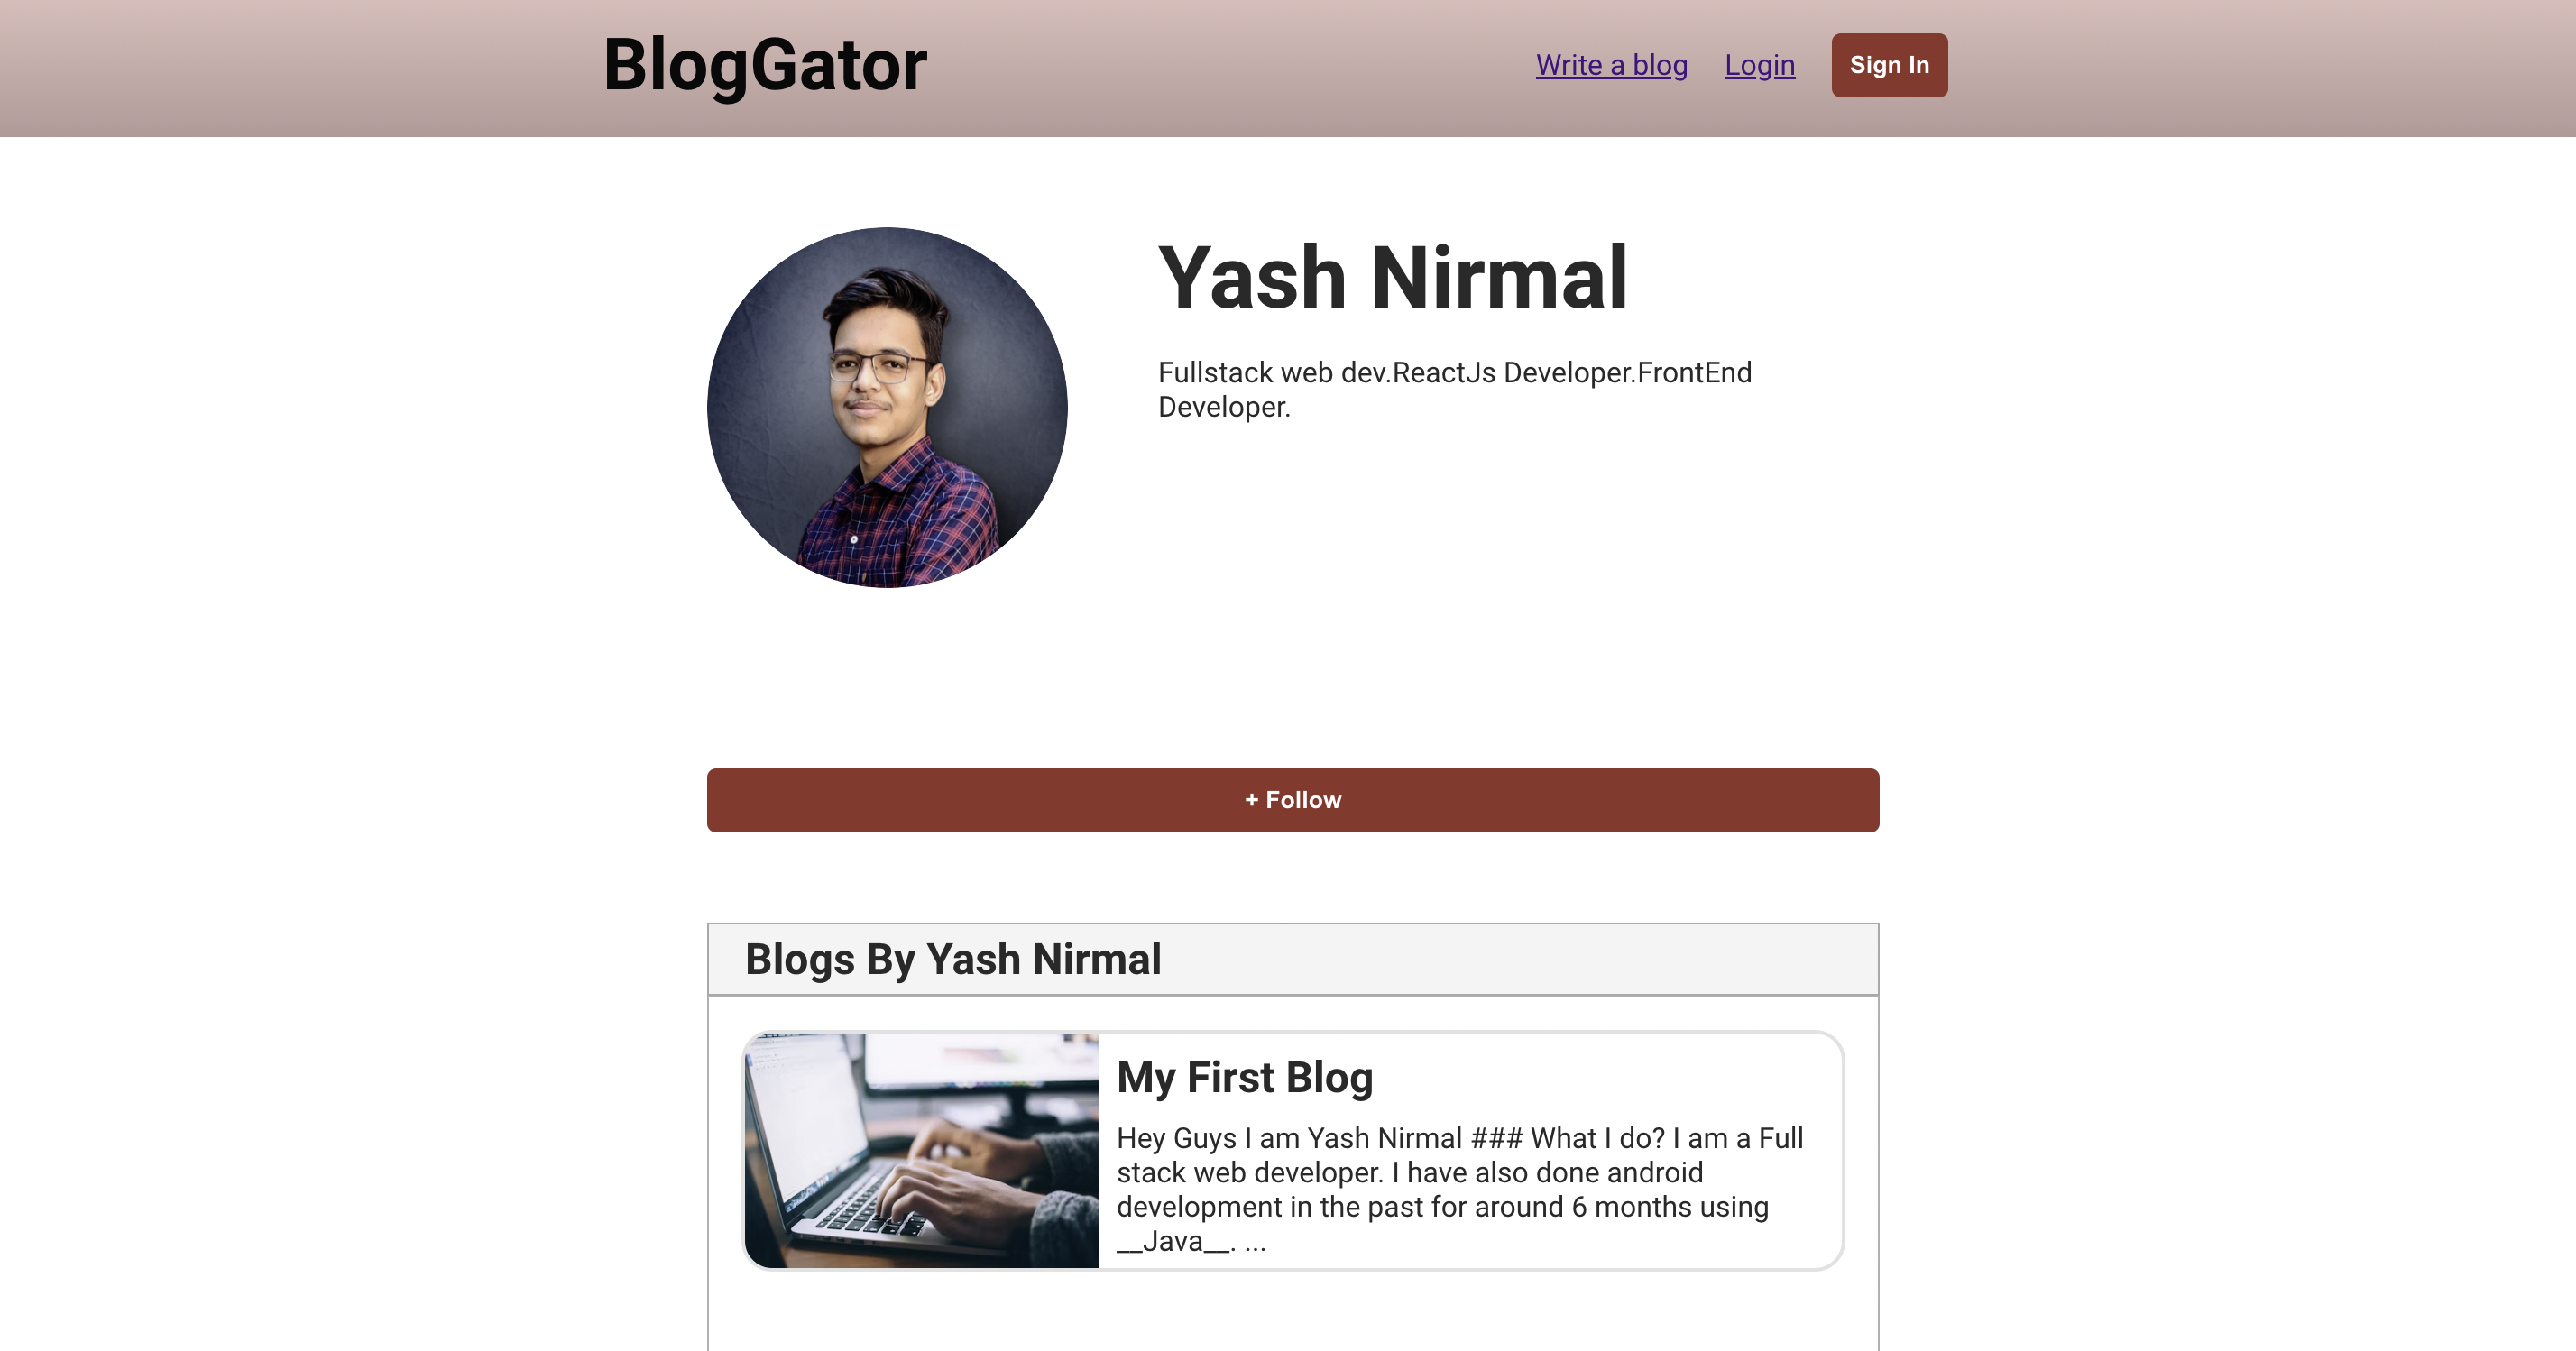 BlogGator
Write a blog
Login
Sign In
Yash Nirmal
Fullstack web dev.ReactJs Developer.FrontEnd
Developer.
+ Follow
Blogs By Yash Nirmal
My First Blog
Hey Guys I am Yash Nirmal ### What I do? I am a Full
stack web developer. I have also done android
development in the past for around 6 months using
__Java__. ...